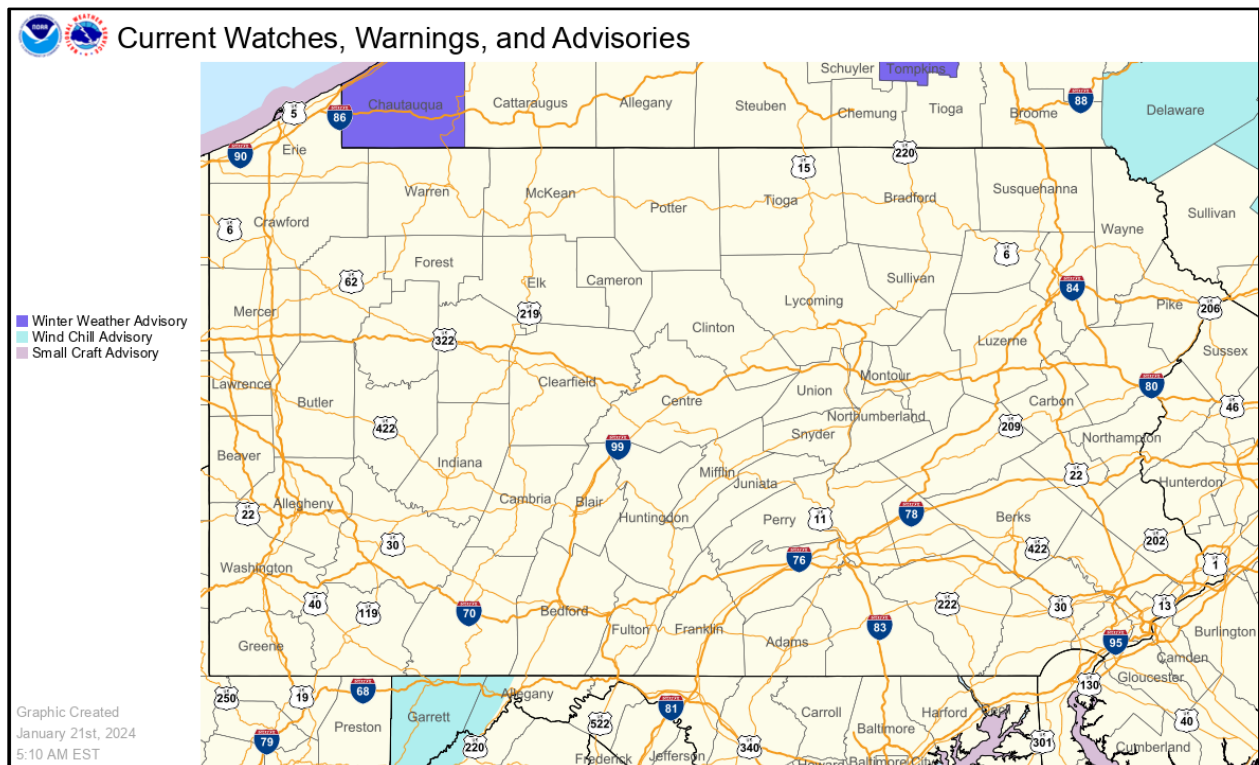 NOAA
Current Watches, Warnings, and Advisories
Schuyler
Tompkins
Chautauqua
Cattaraugus
Allegany
Steuben
Chemung
Tioga
Broome
88
Delaware
5
86
90
Erie
15
220
Warren
McKean
Potter
Tioga
Bradford
Susquehanna
Wayne
Sullivan
6
Crawford
Forest
Elk
Cameron
Sullivan
6
62
84
Pike
206
Mercer
219
Lycoming
Clinton
322
Luzerne
Sussex
Winter Weather Advisory
Wind Chill Advisory
Small Craft Advisory
Lawrence
Butler
Clearfield
Centre
Union
Montour
Carbon
80
46
422
Northumberland
209
Snyder
Northampton
99
Beaver
Indiana
Mifflin
Juniata
22
Hunterdon
Allegheny
Cambria
Blair
Huntingdon
Perry
11
78
Berks
22
30
422
202
76
1
Washington
40
119
70
Bedford
222
30
13
Fulton
Franklin
Adams
83
95
Burlington
Greene
Camden
Gloucester
250
19
68
Allegany
130
Preston
Garrett
81
Carroll
Harford
Cecil
522
Baltimore
40
79
220
340
301
Cumberland
Frederick
Jefferson
Howard
Baltimore City
Graphic Created
January 21st, 2024
5:10 AM EST